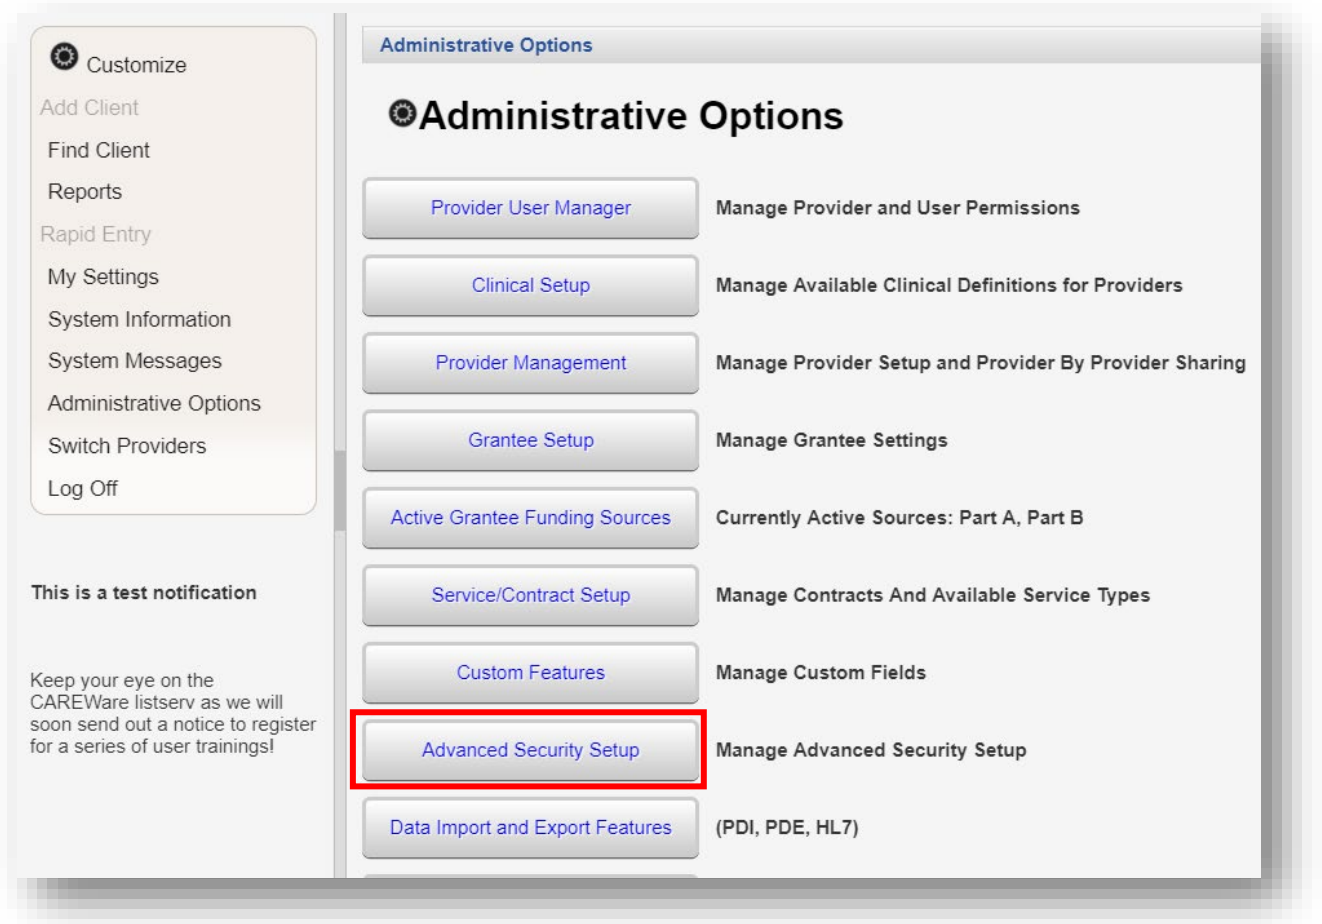 Customize
Add Client
Find Client
Reports
Rapid Entry
My Settings
System Information
System Messages
Administrative Options
Switch Providers
Log Off
This is a test notification
Keep your eye on the
CAREWare listserv as we will
soon send out a notice to register
for a series of user trainings!
Administrative Options
Administrative Options
Provider User Manager Manage Provider and User Permissions
Clinical Setup Manage Available Clinical Definitions for Providers
Provider Management Manage Provider Setup and Provider By Provider Sharing
Grantee Setup Manage Grantee Settings
Active Grantee Funding Sources Currently Active Sources: Part A, Part B
Service/Contract Setup Manage Contracts And Available Service Types
Custom Features Manage Custom Fields
Advanced Security Setup Manage Advanced Security Setup
Data Import and Export Features (PDI, PDE, HL7)